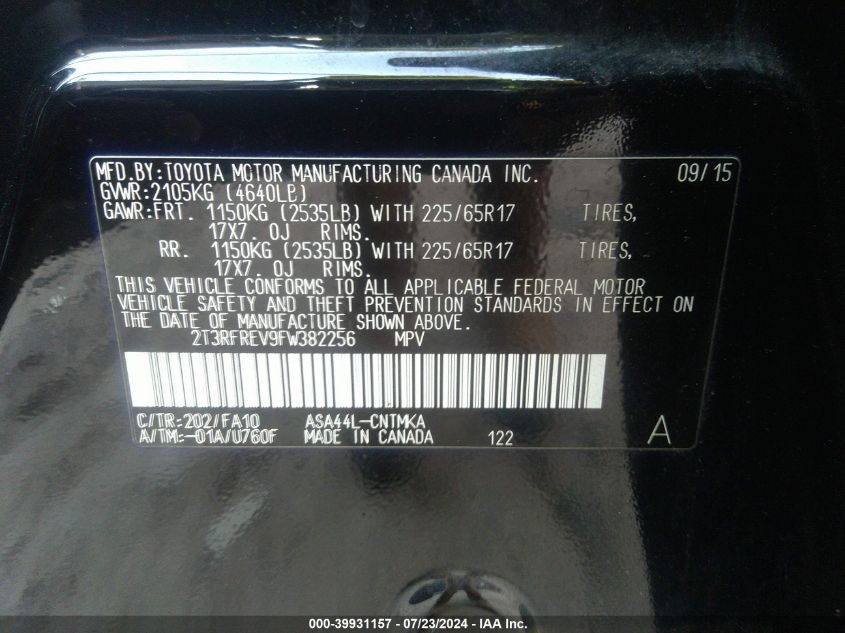 MFD.BY:TOYOTA MOTOR MANUFACTURING CANADA INC. 09/15
GVWR:2105KG (4640LB)
GAWR:FRT. 1150KG (2535LB) WITH 225/65R17 TIRES,
17X7.0J RIMS.
RR. 1150KG (2535LB) WITH 225/65R17 TIRES,
17X7.0J RIMS.
THIS VEHICLE CONFORMS TO ALL APPLICABLE FEDERAL MOTOR
VEHICLE SAFETY AND THEFT PREVENTION STANDARDS IN EFFECT ON
THE DATE OF MANUFACTURE SHOWN ABOVE.
2T3RFREV9FW382256 MPV
C/TR:202/FA10 ASA44L-CNTMKA
A/TM:-01A/U760F MADE IN CANADA 122 A
000-39931157 - 07/23/2024 - IAA Inc.